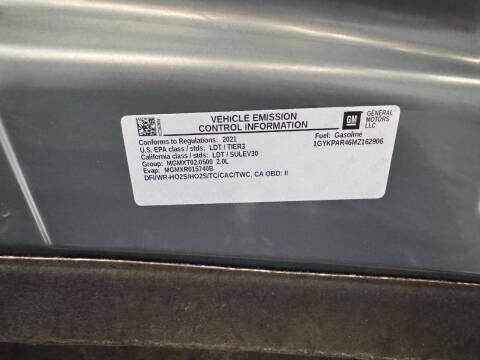 VEHICLE EMISSION
CONTROL INFORMATION
GM
GENERAL
MOTORS
LLC
Conforms to Regulations: 2021
Fuel: Gasoline
U.S. EPA class / stds: LDT / TIER3
1GYKPAR46MZ162906
California class / stds: LDT / SULEV30
Group: MGMXT02.0500 2.0L
Evap: MGMXR015740B
DFI/WR-HO2S/HO2S/TC/CAC/TWC, CA OBD: II